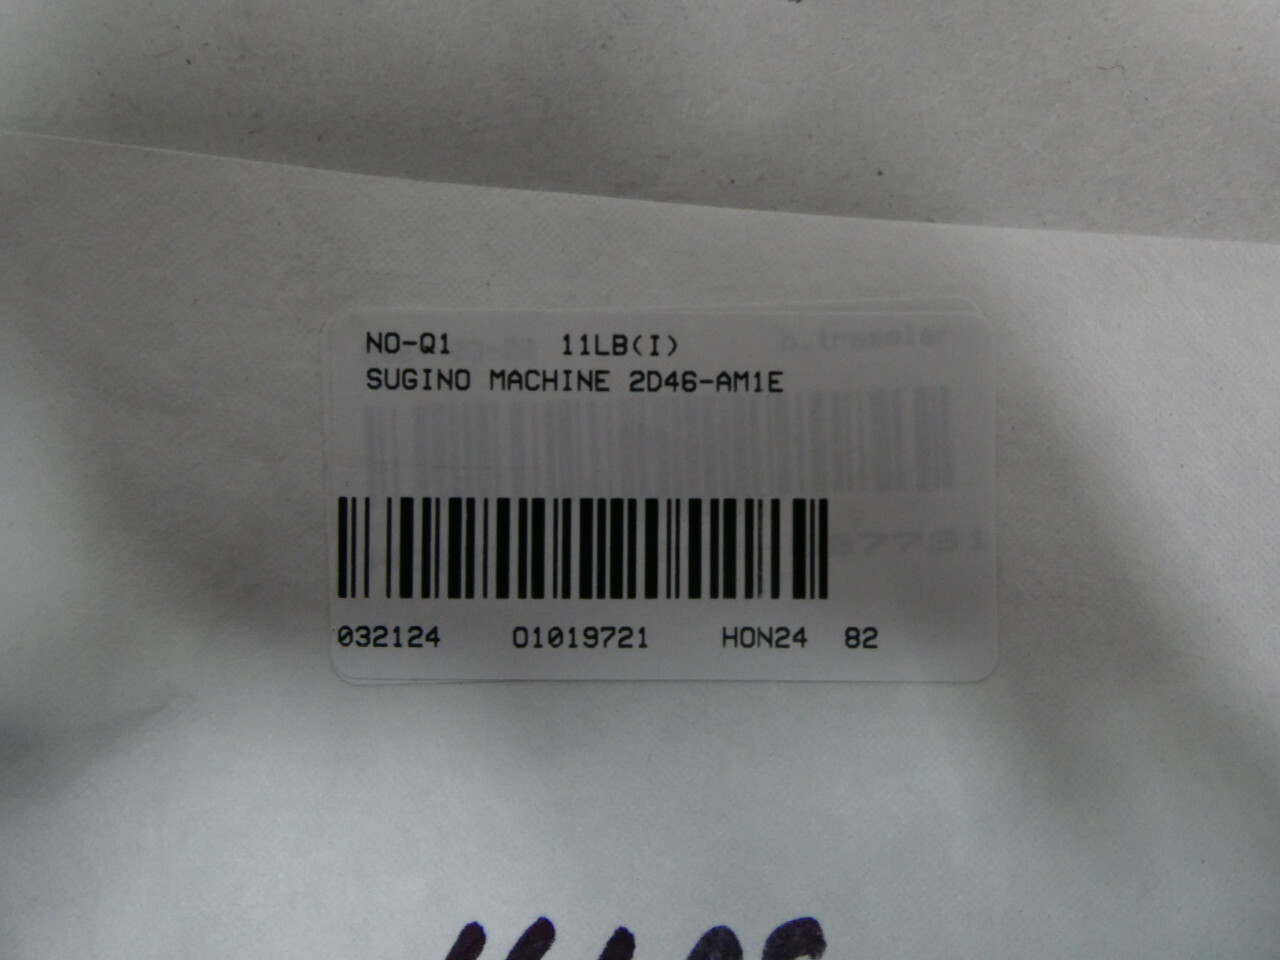 NO-Q1 11LB(I)
SUGINO MACHINE 2D46-AM1E
032124 01019721 HON24 82